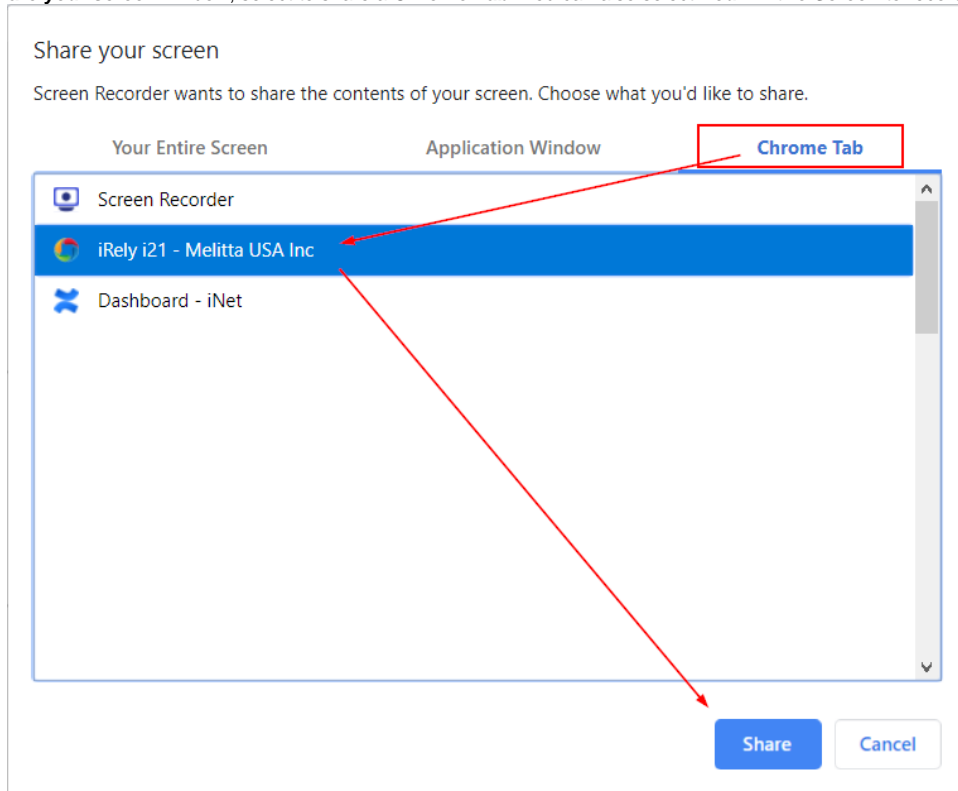 Share your screen
Screen Recorder wants to share the contents of your screen. Choose what you'd like to share.
Your Entire Screen Application Window Chrome Tab
Screen Recorder
iRely i21 - Melitta USA Inc
Dashboard - iNet
Share Cancel